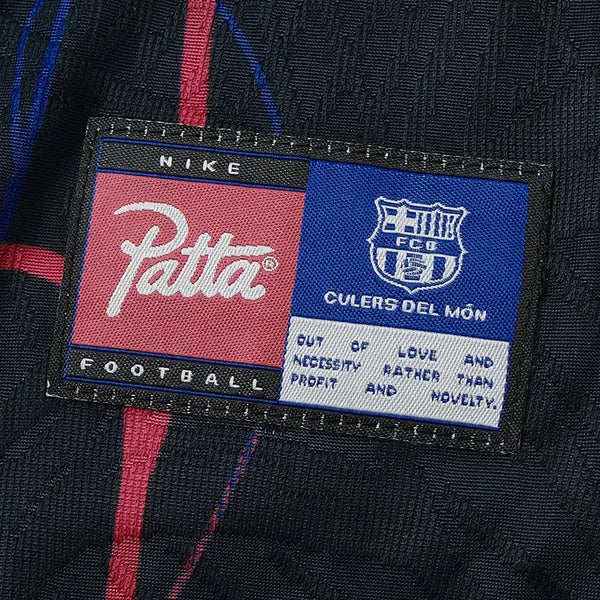 NIKE
Patta®
FOOTBALL
FCB
CULERS DEL MÓN
OUT OF LOVE AND
NECESSITY RATHER THAN
PROFIT AND NOVELTY.